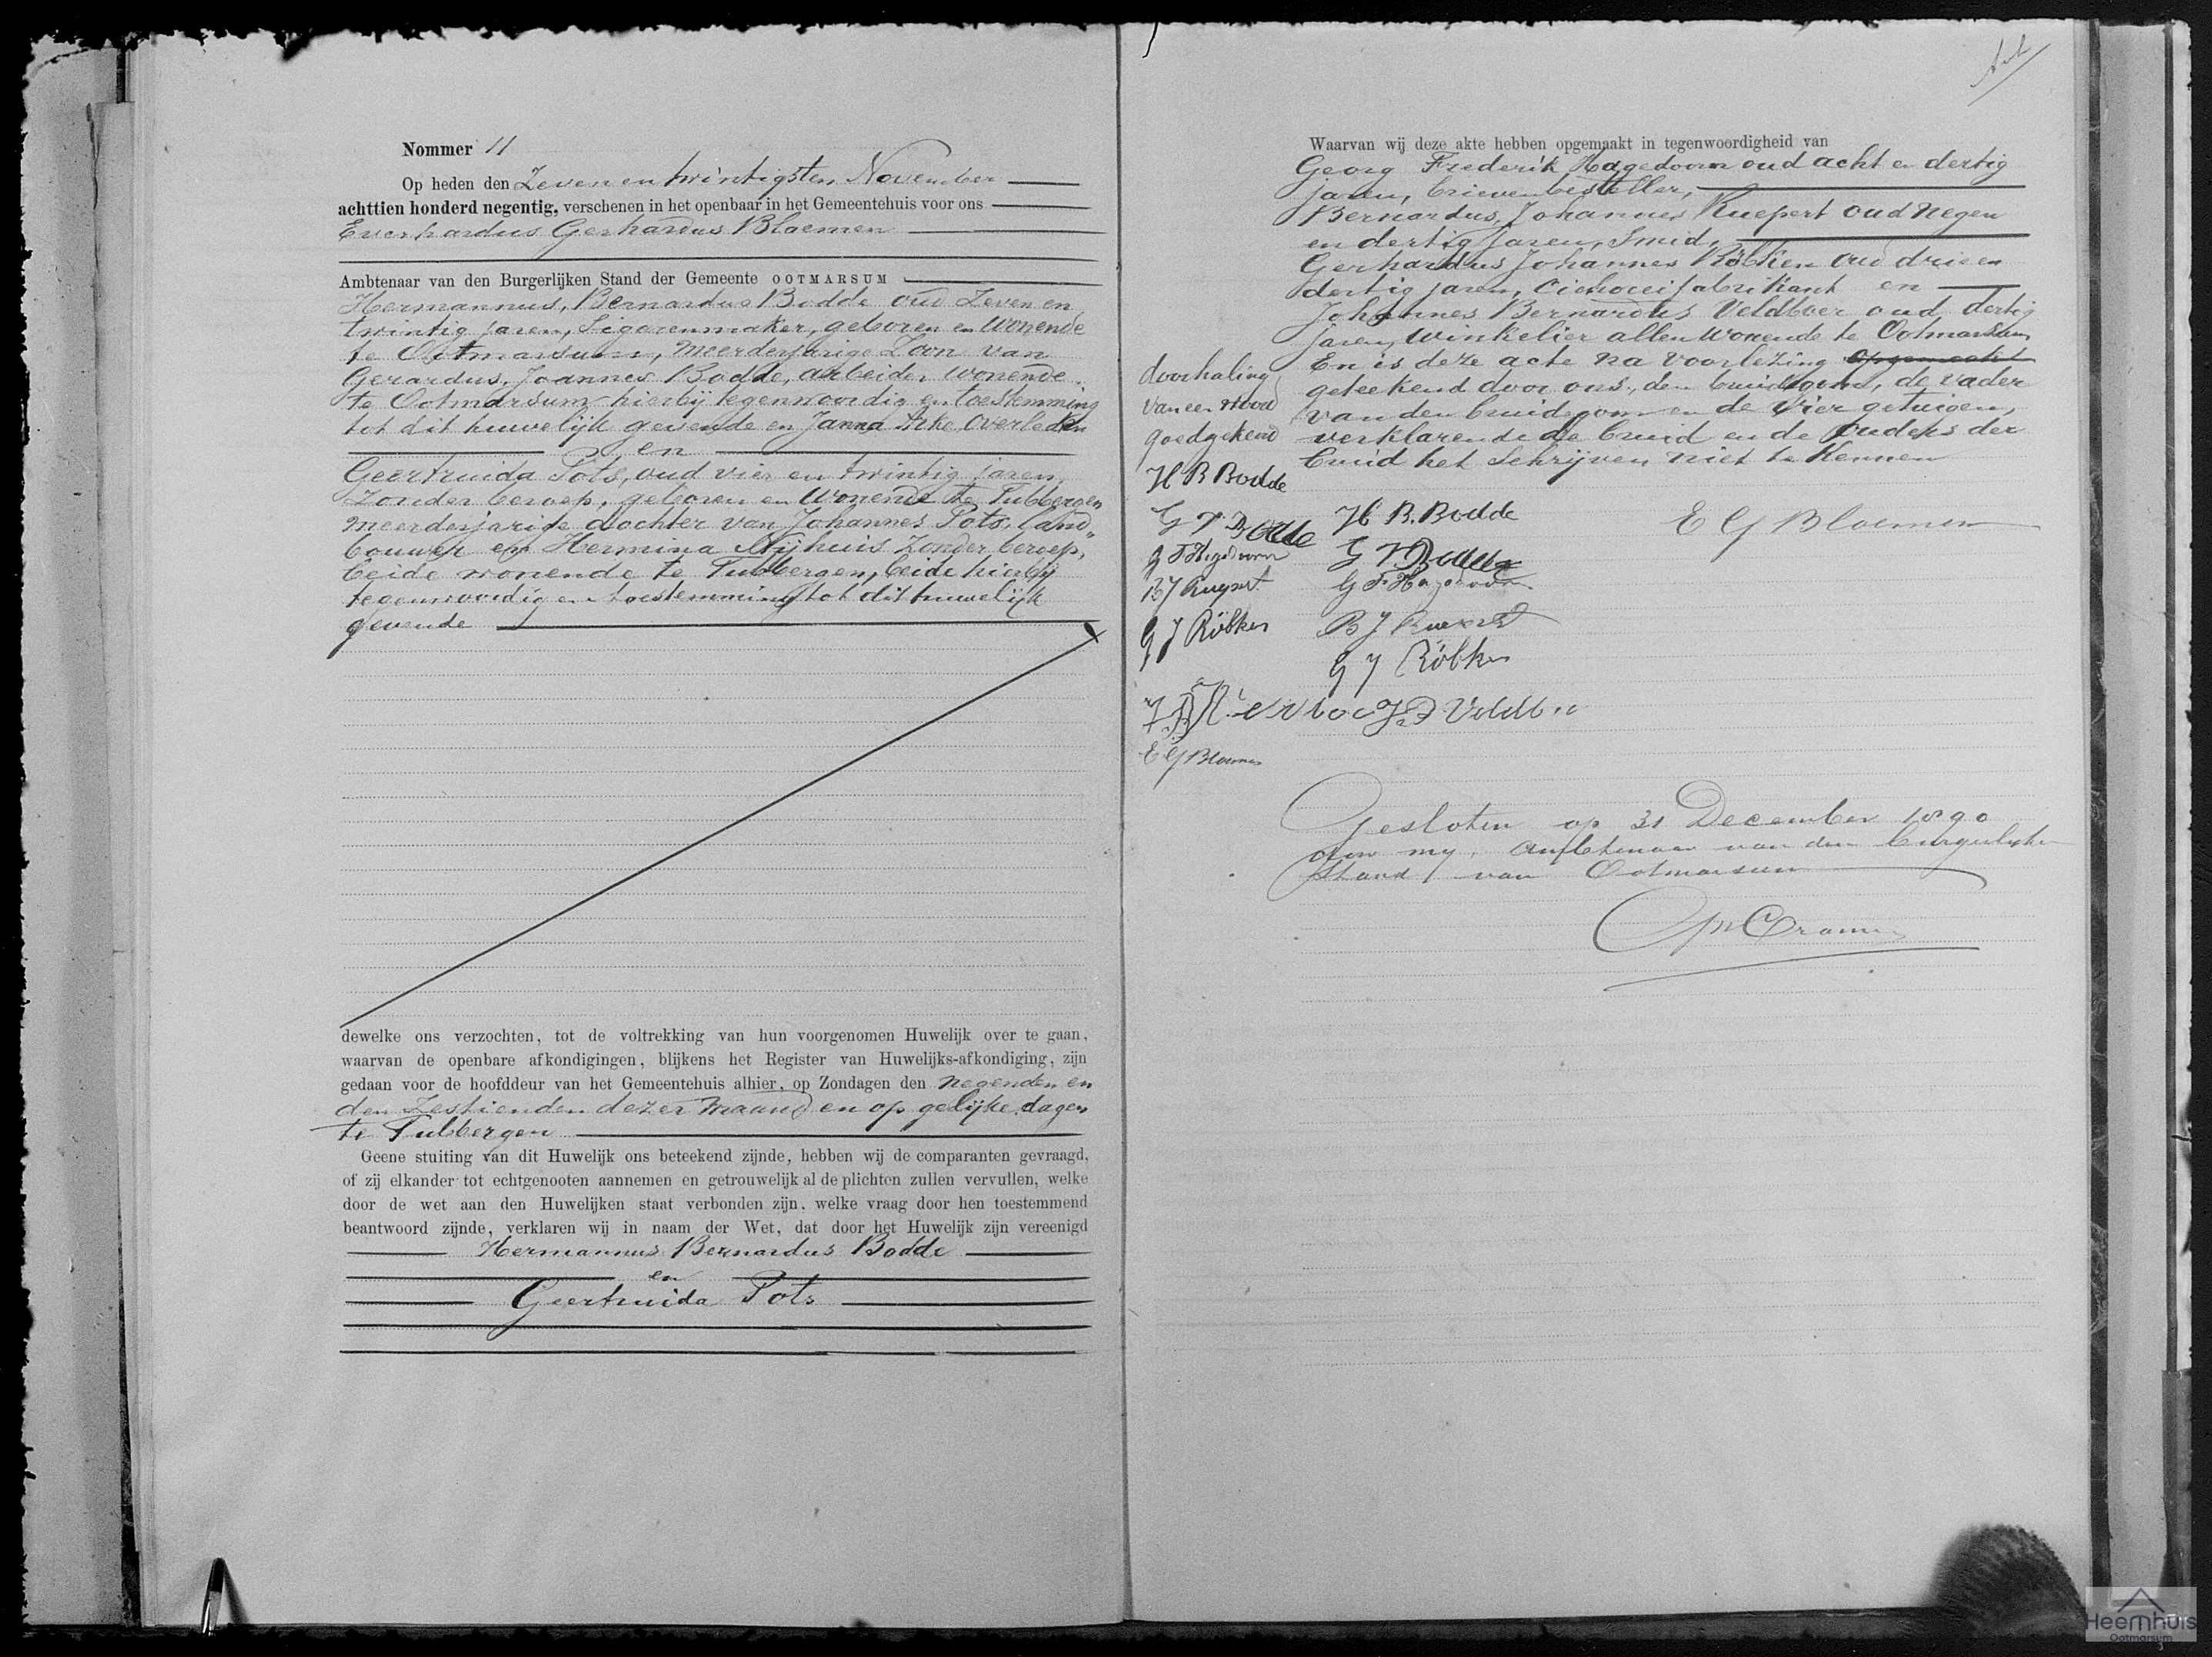 Nommer 11
Op heden den Zeven en twintigsten November
achttien honderd negentig, verschenen in het openbaar in het Gemeentehuis voor ons
Everhardus Gerhardus Bloemen
Ambtenaar van den Burgerlijken Stand der Gemeente OOTMARSUM
Hermannus, Bernardus Bodde oud Zeven en
twintig jaren, Sigarenmaker, geboren en Wonende
te Ootmarsum, meerderjarige Zoon van
Gerardus, Joannes Bodde, arbeider wonende
te Ootmarsum hierbij tegenwoordig en toestemming
tot dit huwelijk gevende en Janna Arke Overleden
en
Geertruida Pots, oud vier en twintig jaren,
Zonder beroep, geboren en Wonende te Tubbergen
meerderjarige dochter van Johannes Pots, land„
bouwer en Hermina Nijhuis Zonder beroep,
beide wonende te Tubbergen, beide hierbij
tegenwoordig en toestemming tot dit huwelijk
gevende
dewelke ons verzochten, tot de voltrekking van hun voorgenomen Huwelijk over te gaan,
waarvan de openbare afkondigingen, blijkens het Register van Huwelijks-afkondiging, zijn
gedaan voor de hoofddeur van het Gemeentehuis alhier, op Zondagen den negenden en
den Zestienden dezer maand en op gelijke dagen
te Tubbergen
Geene stuiting van dit Huwelijk ons beteekend zijnde, hebben wij de comparanten gevraagd,
of zij elkander tot echtgenooten aannemen en getrouwelijk al de plichten zullen vervullen, welke
door de wet aan den Huwelijken staat verbonden zijn, welke vraag door hen toestemmend
beantwoord zijnde, verklaren wij in naam der Wet, dat door het Huwelijk zijn vereenigd
Hermannus Bernardus Bodde
en
Geertruida Pots
Waarvan wij deze akte hebben opgemaakt in tegenwoordigheid van
Georg Frederik Hagedoorn oud acht en dertig
jaren, brievenbesteller,
Bernardus, Johannes Kuepert oud negen
en dertig jaren, Smid,
Gerhardus Johannes Röbken oud drie en
dertig jaren, Cichoreifabrikant en
Johannes Bernardus Veldboer oud dertig
jaren, Winkelier allen Wonende te Ootmarsum
En is deze acte na voorlezing opgemaakt
geteekend door ons, den bruidegom, de vader
van den bruidegom en de vier getuigen,
verklarende de bruid en de Ouders der
bruid het Schrijven niet te Kennen
doorhaling
van een woord
goedgekeurd
H B Bodde
G J Bodde
G F Hagedoorn
B J Kuepert
G J Röbken
E G Bloemen
H B. Bodde
G J Bodde
G F Hagedoorn
B J Kuepert
G J Röbken
J B Veldboer
E G Bloemen
Gesloten op 31 December 1890
door mij, Ambtenaar van den burgerlijken
Stand van Ootmarsum
Heemhuis
Ootmarsum